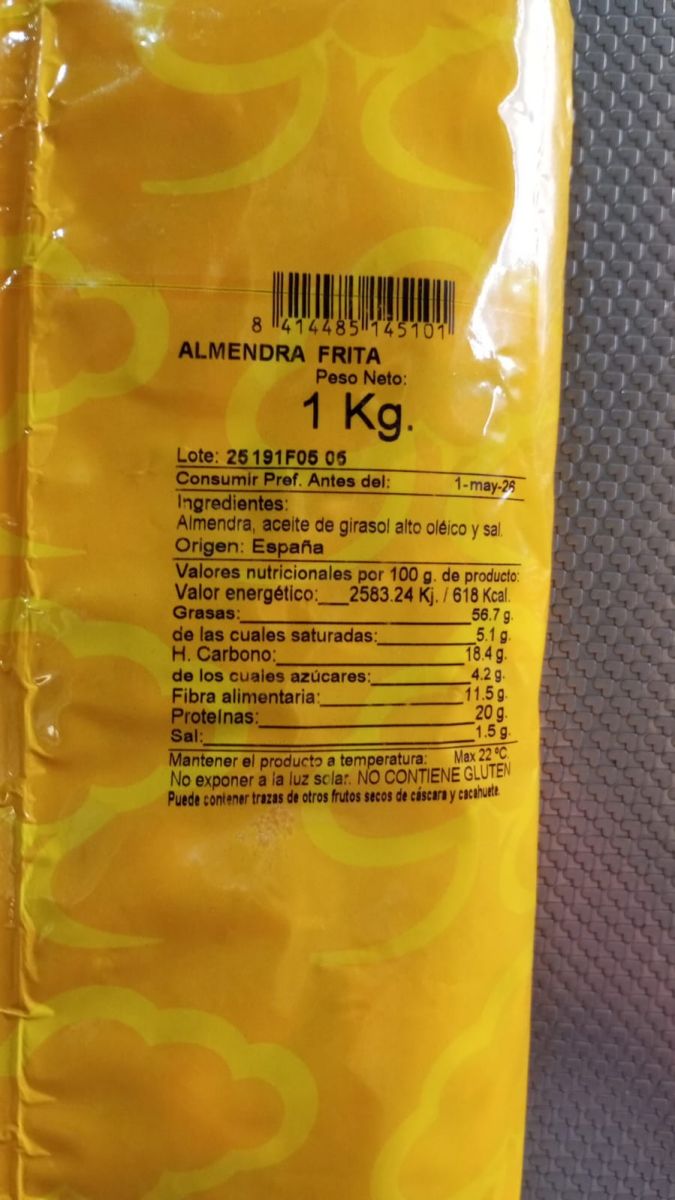 8 414485 145101
ALMENDRA FRITA
Peso Neto:
1 Kg.
Lote: 25191F05 05
Consumir Pref. Antes del: 1-may-26
Ingredientes:
Almendra, aceite de girasol alto oléico y sal.
Origen: España
Valores nutricionales por 100 g. de producto:
Valor energético:___2583.24 Kj. / 618 Kcal.
Grasas: 56.7 g.
de las cuales saturadas: 5.1 g.
H. Carbono: 18.4 g.
de los cuales azúcares: 4.2 g.
Fibra alimentaria: 11.5 g.
Proteínas: 20 g.
Sal: 1.5 g.
Mantener el producto a temperatura: Max 22 ºC.
No exponer a la luz solar. NO CONTIENE GLUTEN
Puede contener trazas de otros frutos secos de cáscara y cacahuete.